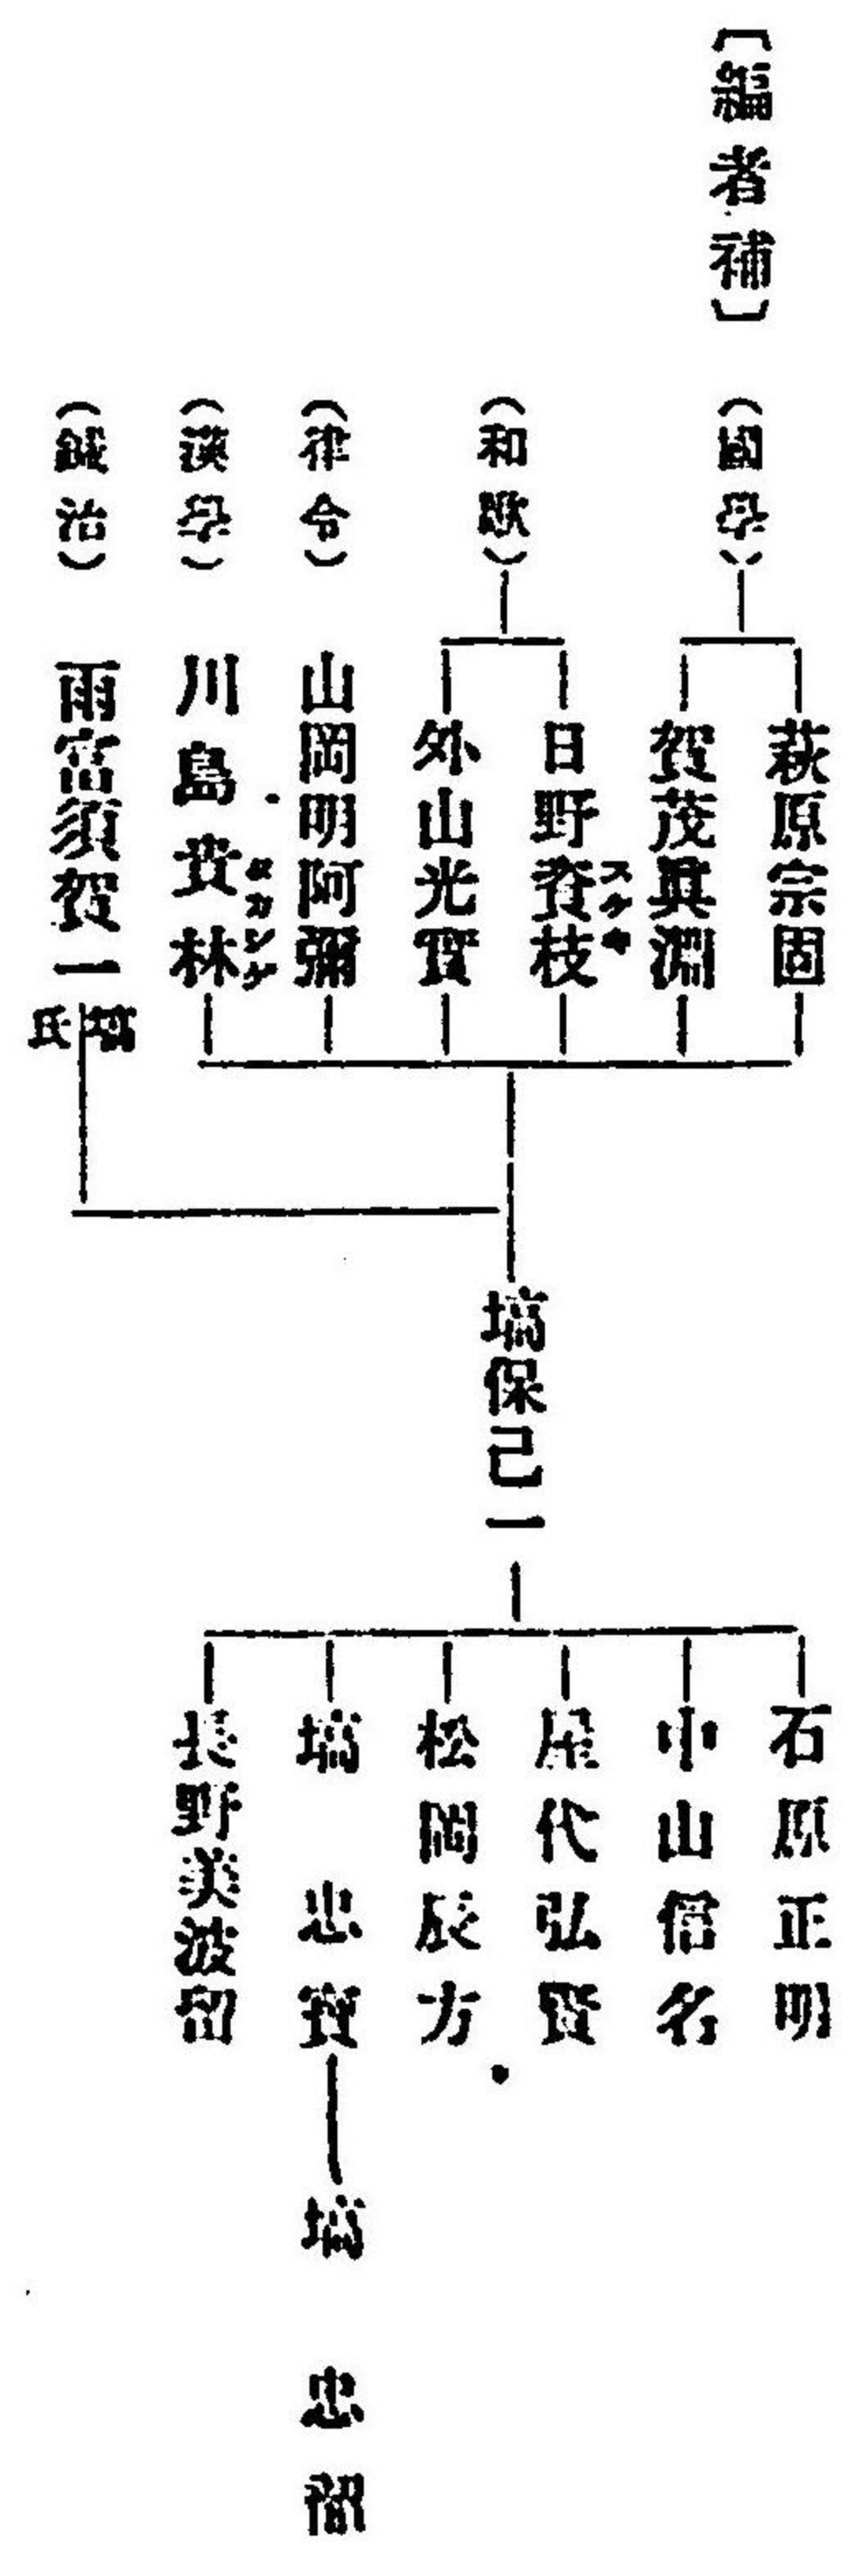 〔編者補〕
(國學)
萩原宗固
賀茂眞淵
(和歌)
日野資枝
スケキ
外山光實
(律令)
山岡明阿彌
(漢學)
川島貴林
タカシゲ
(鍼治)
雨富須賀一
塙氏
塙保己一
石原正明
中山信名
屋代弘賢
松岡辰方
塙忠寶
塙忠韶
長野美波留